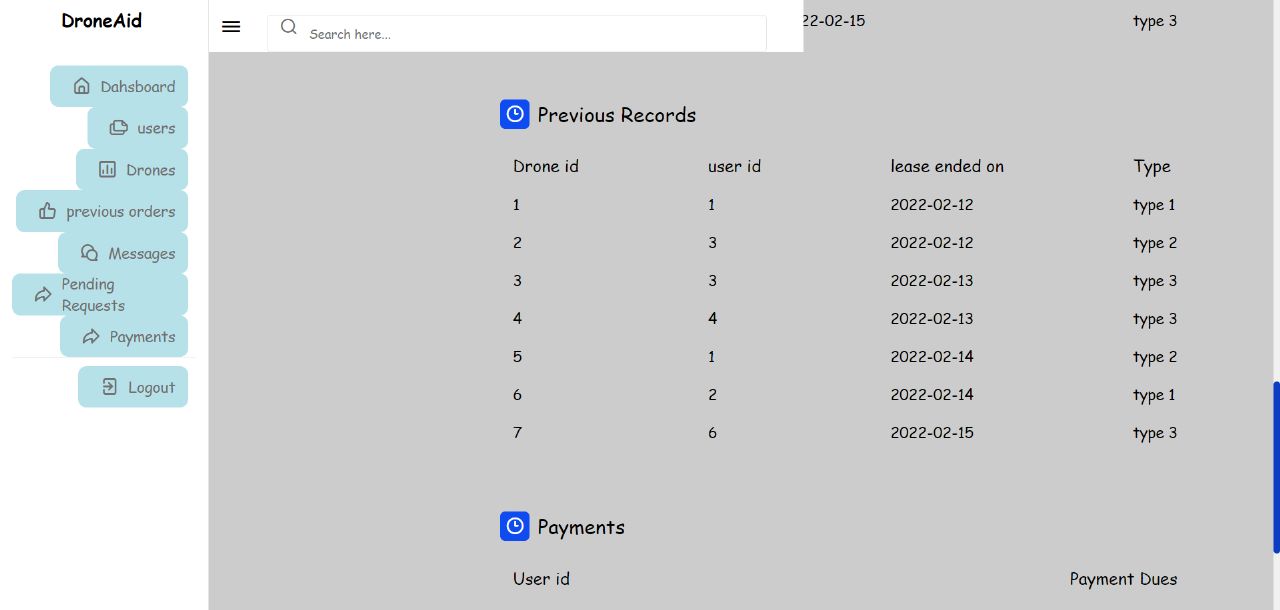 DroneAid
Dahsboard
users
Drones
previous orders
Messages
Pending
Requests
Payments
Logout
Search here...
22-02-15 type 3
Previous Records
Drone id user id lease ended on Type
1 1 2022-02-12 type 1
2 3 2022-02-12 type 2
3 3 2022-02-13 type 3
4 4 2022-02-13 type 3
5 1 2022-02-14 type 2
6 2 2022-02-14 type 1
7 6 2022-02-15 type 3
Payments
User id Payment Dues